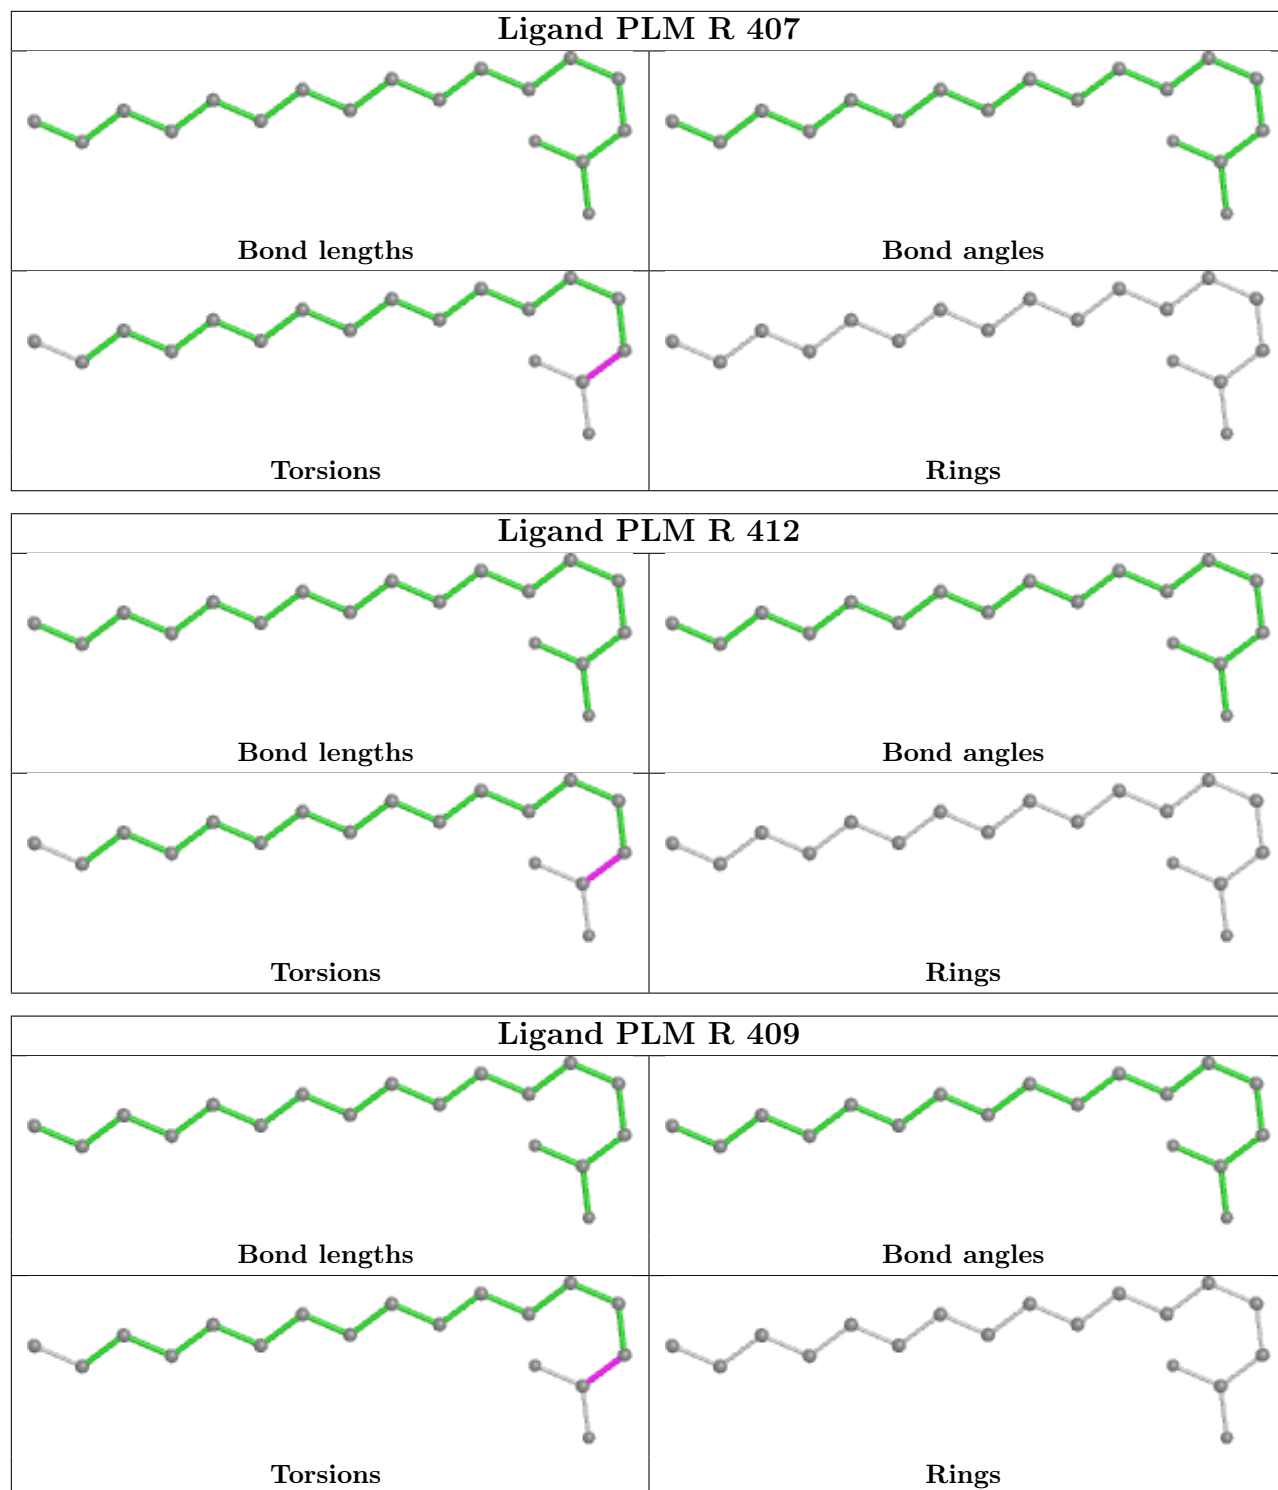 Ligand PLM R 407
Bond lengths
Bond angles
Torsions
Rings
Ligand PLM R 412
Bond lengths
Bond angles
Torsions
Rings
Ligand PLM R 409
Bond lengths
Bond angles
Torsions
Rings